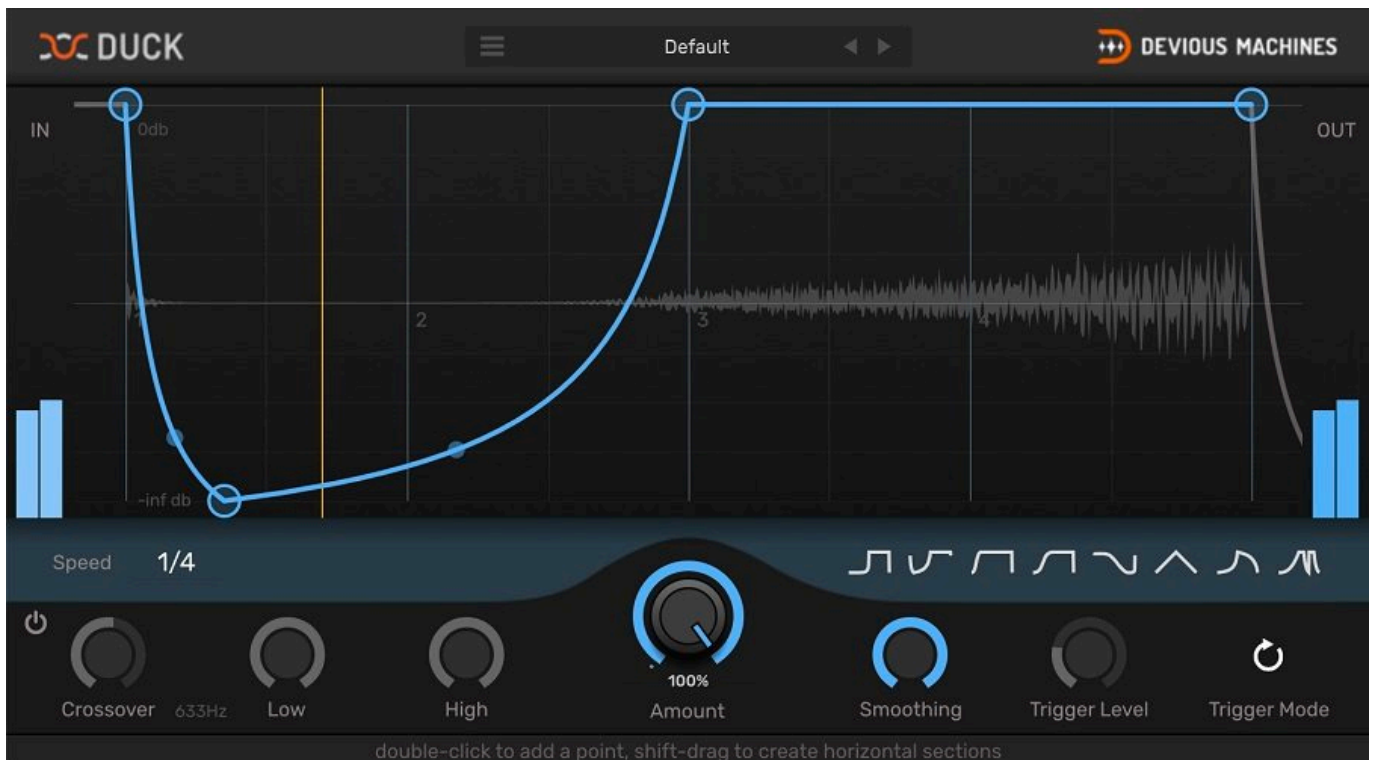 DUCK
Default
DEVIOUS MACHINES
IN
0db
OUT
1
2
3
4
-inf db
Speed 1/4
100%
Crossover 633Hz
Low
High
Amount
Smoothing
Trigger Level
Trigger Mode
double-click to add a point, shift-drag to create horizontal sections